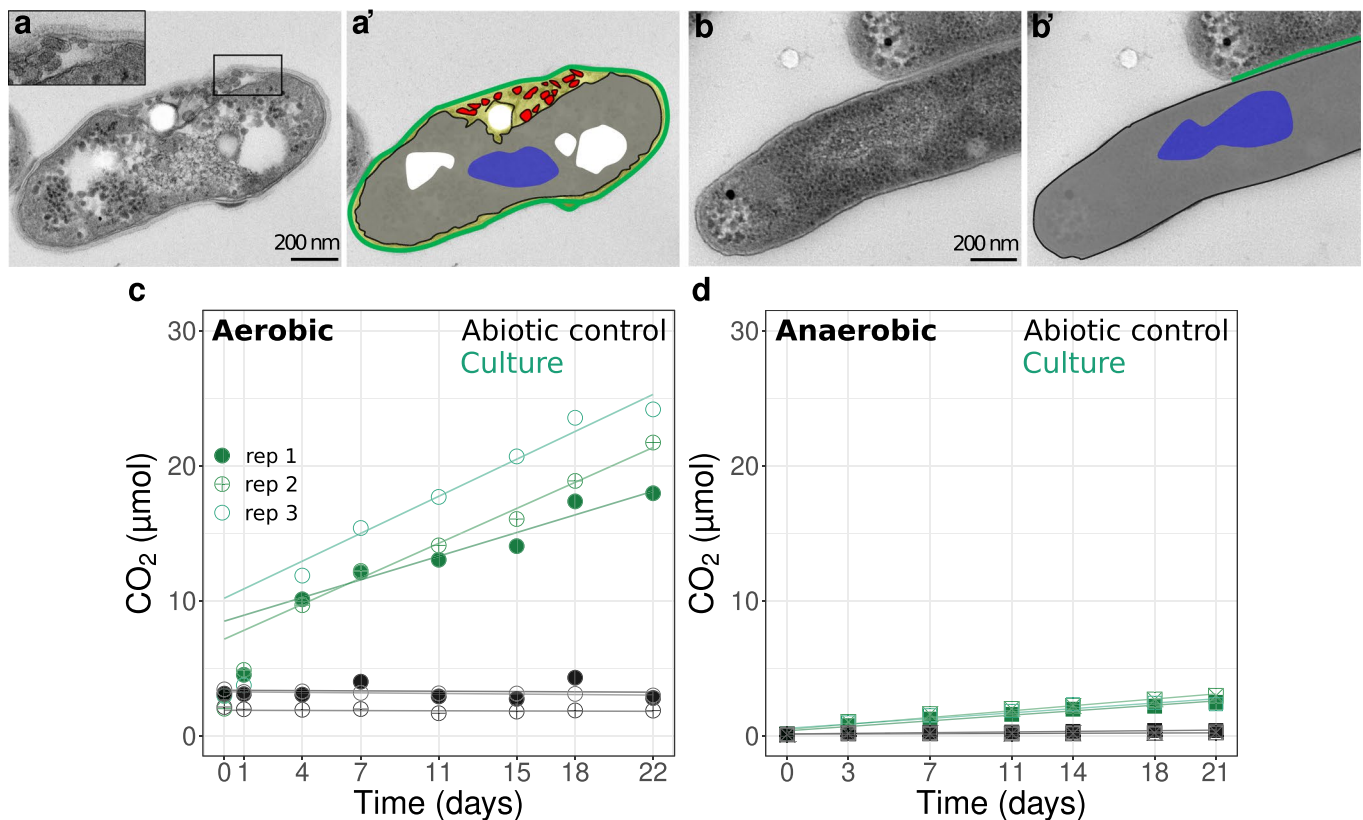 a
a'
b
b'
200 nm
200 nm
c
d
30
Aerobic
Abiotic control
Culture
rep 1
rep 2
rep 3
20
10
0
CO2 (μmol)
0 1 4 7 11 15 18 22
Time (days)
30
Anaerobic
Abiotic control
Culture
20
10
0
CO2 (μmol)
0 3 7 11 14 18 21
Time (days)